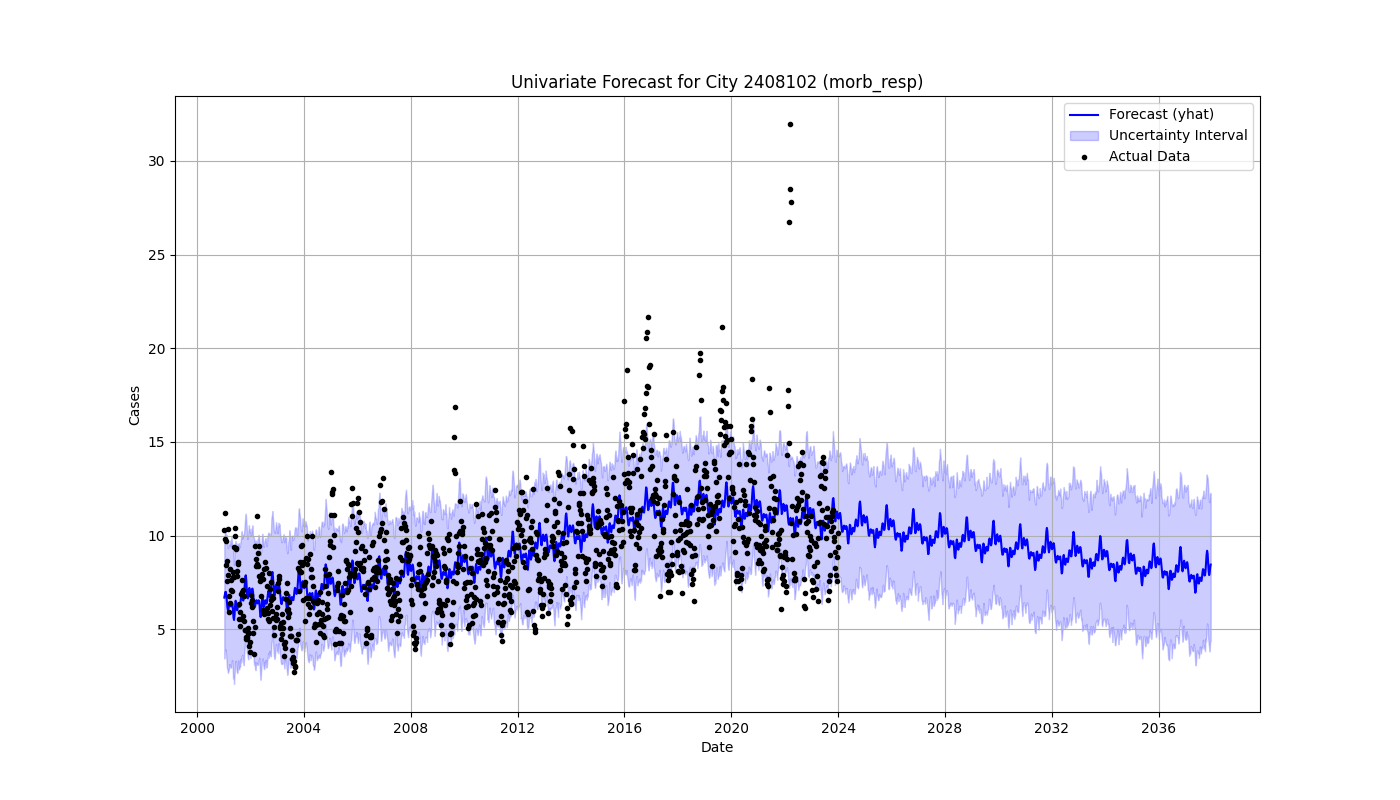 Univariate Forecast for City 2408102 (morb_resp)
Forecast (yhat)
Uncertainty Interval
Actual Data
30
25
20
15
10
5
Cases
2000
2004
2008
2012
2016
2020
2024
2028
2032
2036
Date